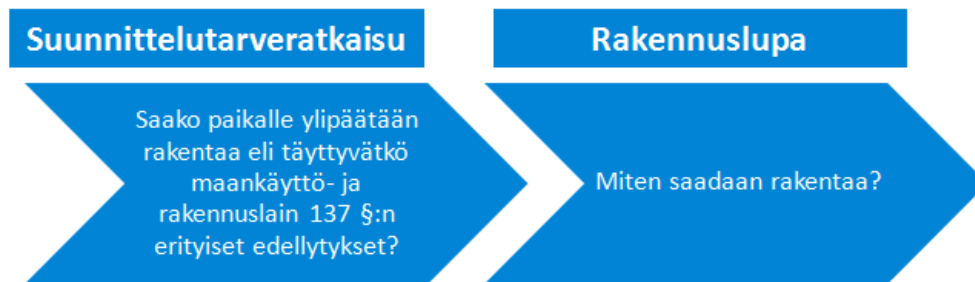 Suunnittelutarveratkaisu
Rakennuslupa
Saako paikalle ylipäätään
rakentaa eli täyttyvätkö
maankäyttö- ja
rakennuslain 137 §:n
erityiset edellytykset?
Miten saadaan rakentaa?